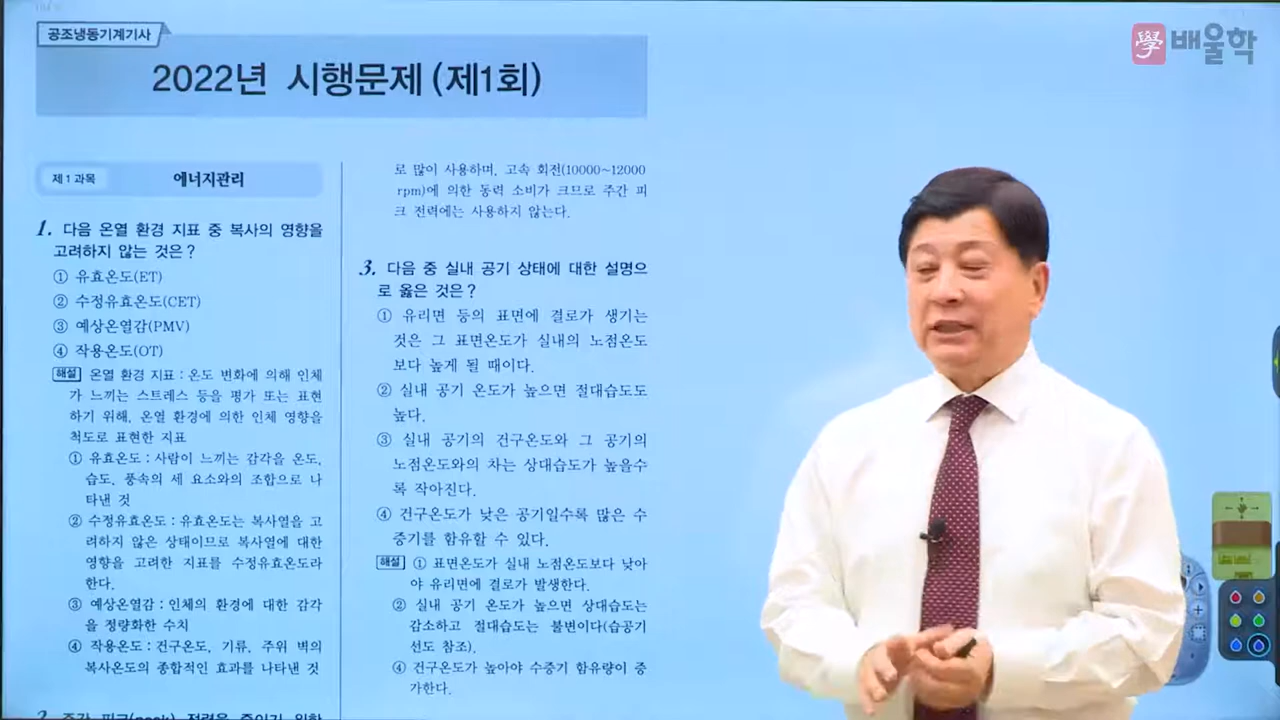 공조냉동기계기사
2022년 시행문제 (제1회)
學 배울학
제1과목 에너지관리
1. 다음 온열 환경 지표 중 복사의 영향을
고려하지 않는 것은?
① 유효온도(ET)
② 수정유효온도(CET)
③ 예상온열감(PMV)
④ 작용온도(OT)
해설 온열 환경 지표 : 온도 변화에 의해 인체
가 느끼는 스트레스 등을 평가 또는 표현
하기 위해, 온열 환경에 의한 인체 영향을
척도로 표현한 지표
① 유효온도 : 사람이 느끼는 감각을 온도,
습도, 풍속의 세 요소와의 조합으로 나
타낸 것
② 수정유효온도 : 유효온도는 복사열을 고
려하지 않은 상태이므로 복사열에 대한
영향을 고려한 지표를 수정유효온도라
한다.
③ 예상온열감 : 인체의 환경에 대한 감각
을 정량화한 수치
④ 작용온도 : 건구온도, 기류, 주위 벽의
복사온도의 종합적인 효과를 나타낸 것
2. 주간 피크(peak) 전력을 줄이기 위한
로 많이 사용하며, 고속 회전(10000~12000
rpm)에 의한 동력 소비가 크므로 주간 피
크 전력에는 사용하지 않는다.
3. 다음 중 실내 공기 상태에 대한 설명으
로 옳은 것은?
① 유리면 등의 표면에 결로가 생기는
것은 그 표면온도가 실내의 노점온도
보다 높게 될 때이다.
② 실내 공기 온도가 높으면 절대습도도
높다.
③ 실내 공기의 건구온도와 그 공기의
노점온도와의 차는 상대습도가 높을수
록 작아진다.
④ 건구온도가 낮은 공기일수록 많은 수
증기를 함유할 수 있다.
해설 ① 표면온도가 실내 노점온도보다 낮아
야 유리면에 결로가 발생한다.
② 실내 공기 온도가 높으면 상대습도는
감소하고 절대습도는 불변이다(습공기
선도 참조).
④ 건구온도가 높아야 수증기 함유량이 증
가한다.